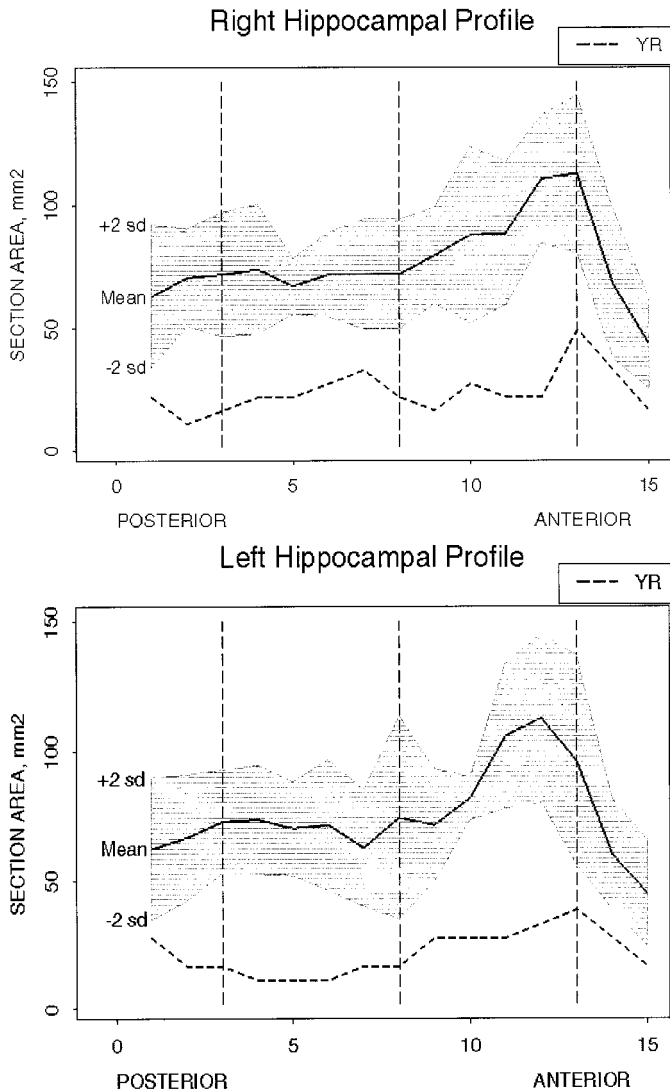 Right Hippocampal Profile
YR
SECTION AREA, mm2
150
100
50
0
+2 sd
Mean
-2 sd
0 5 10 15
POSTERIOR ANTERIOR
Left Hippocampal Profile
YR
SECTION AREA, mm2
150
100
50
0
+2 sd
Mean
-2 sd
0 5 10 15
POSTERIOR ANTERIOR